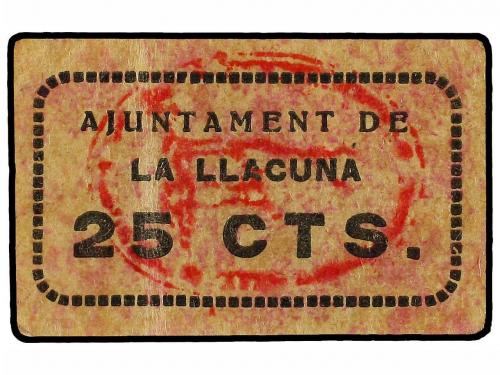 AJUNTAMENT DE
LA LLACUNA
25 CTS.